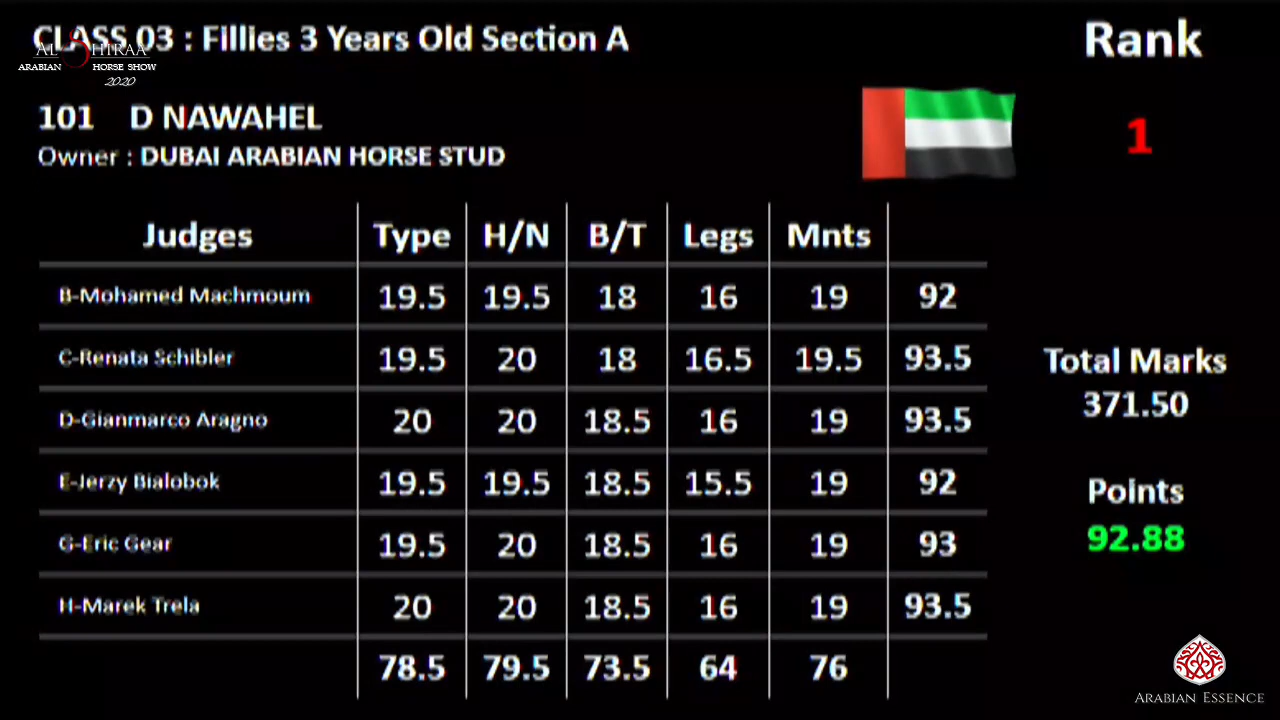 CLASS 03 : Fillies 3 Years Old Section A
Rank
AL SHIRAA
ARABIAN HORSE SHOW
2020
101 D NAWAHEL
1
Owner : DUBAI ARABIAN HORSE STUD
Judges Type H/N B/T Legs Mnts
B-Mohamed Machmoum 19.5 19.5 18 16 19 92
C-Renata Schibler 19.5 20 18 16.5 19.5 93.5
D-Gianmarco Aragno 20 20 18.5 16 19 93.5
E-Jerzy Bialobok 19.5 19.5 18.5 15.5 19 92
G-Eric Gear 19.5 20 18.5 16 19 93
H-Marek Trela 20 20 18.5 16 19 93.5
78.5 79.5 73.5 64 76
Total Marks
371.50
Points
92.88
ARABIAN ESSENCE